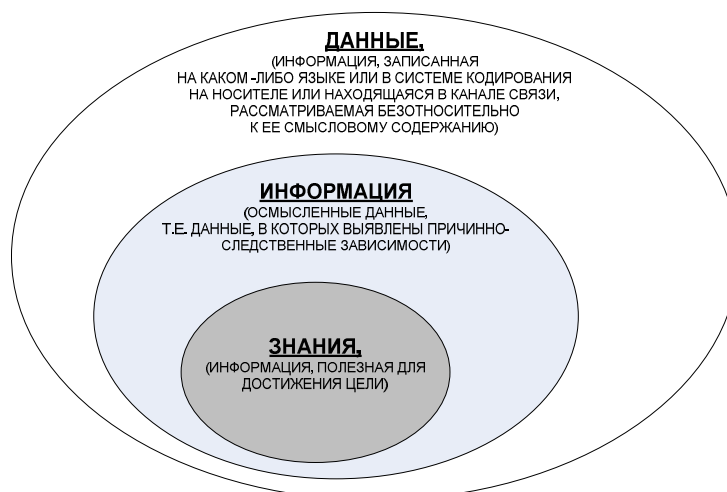 ДАННЫЕ,
(ИНФОРМАЦИЯ, ЗАПИСАННАЯ
НА КАКОМ -ЛИБО ЯЗЫКЕ ИЛИ В СИСТЕМЕ КОДИРОВАНИЯ
НА НОСИТЕЛЕ ИЛИ НАХОДЯЩАЯСЯ В КАНАЛЕ СВЯЗИ,
РАССМАТРИВАЕМАЯ БЕЗОТНОСИТЕЛЬНО
К ЕЕ СМЫСЛОВОМУ СОДЕРЖАНИЮ)
ИНФОРМАЦИЯ
(ОСМЫСЛЕННЫЕ ДАННЫЕ,
Т.Е. ДАННЫЕ, В КОТОРЫХ ВЫЯВЛЕНЫ ПРИЧИННО-
СЛЕДСТВЕННЫЕ ЗАВИСИМОСТИ)
ЗНАНИЯ,
(ИНФОРМАЦИЯ, ПОЛЕЗНАЯ ДЛЯ
ДОСТИЖЕНИЯ ЦЕЛИ)